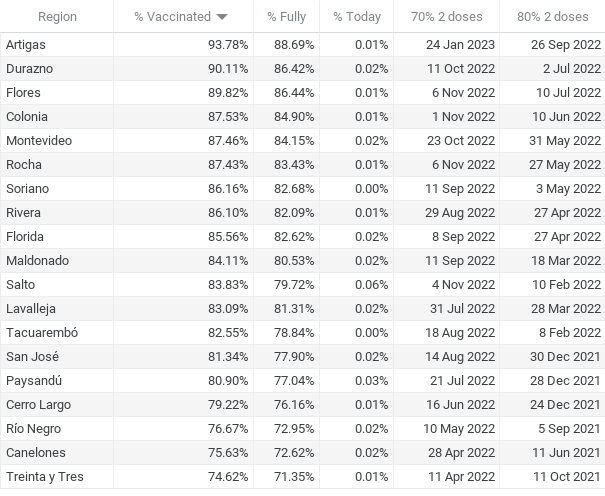 Region % Vaccinated % Fully % Today 70% 2 doses 80% 2 doses
Artigas 93.78% 88.69% 0.01% 24 Jan 2023 26 Sep 2022
Durazno 90.11% 86.42% 0.02% 11 Oct 2022 2 Jul 2022
Flores 89.82% 86.44% 0.01% 6 Nov 2022 10 Jul 2022
Colonia 87.53% 84.90% 0.01% 1 Nov 2022 10 Jun 2022
Montevideo 87.46% 84.15% 0.02% 23 Oct 2022 31 May 2022
Rocha 87.43% 83.43% 0.01% 6 Nov 2022 27 May 2022
Soriano 86.16% 82.68% 0.00% 11 Sep 2022 3 May 2022
Rivera 86.10% 82.09% 0.01% 29 Aug 2022 27 Apr 2022
Florida 85.56% 82.62% 0.02% 8 Sep 2022 27 Apr 2022
Maldonado 84.11% 80.53% 0.02% 11 Sep 2022 18 Mar 2022
Salto 83.83% 79.72% 0.06% 4 Nov 2022 10 Feb 2022
Lavalleja 83.09% 81.31% 0.02% 31 Jul 2022 28 Mar 2022
Tacuarembó 82.55% 78.84% 0.00% 18 Aug 2022 8 Feb 2022
San José 81.34% 77.90% 0.02% 14 Aug 2022 30 Dec 2021
Paysandú 80.90% 77.04% 0.03% 21 Jul 2022 28 Dec 2021
Cerro Largo 79.22% 76.16% 0.01% 16 Jun 2022 24 Dec 2021
Río Negro 76.67% 72.95% 0.02% 10 May 2022 5 Sep 2021
Canelones 75.63% 72.62% 0.02% 28 Apr 2022 11 Jun 2021
Treinta y Tres 74.62% 71.35% 0.01% 11 Apr 2022 11 Oct 2021